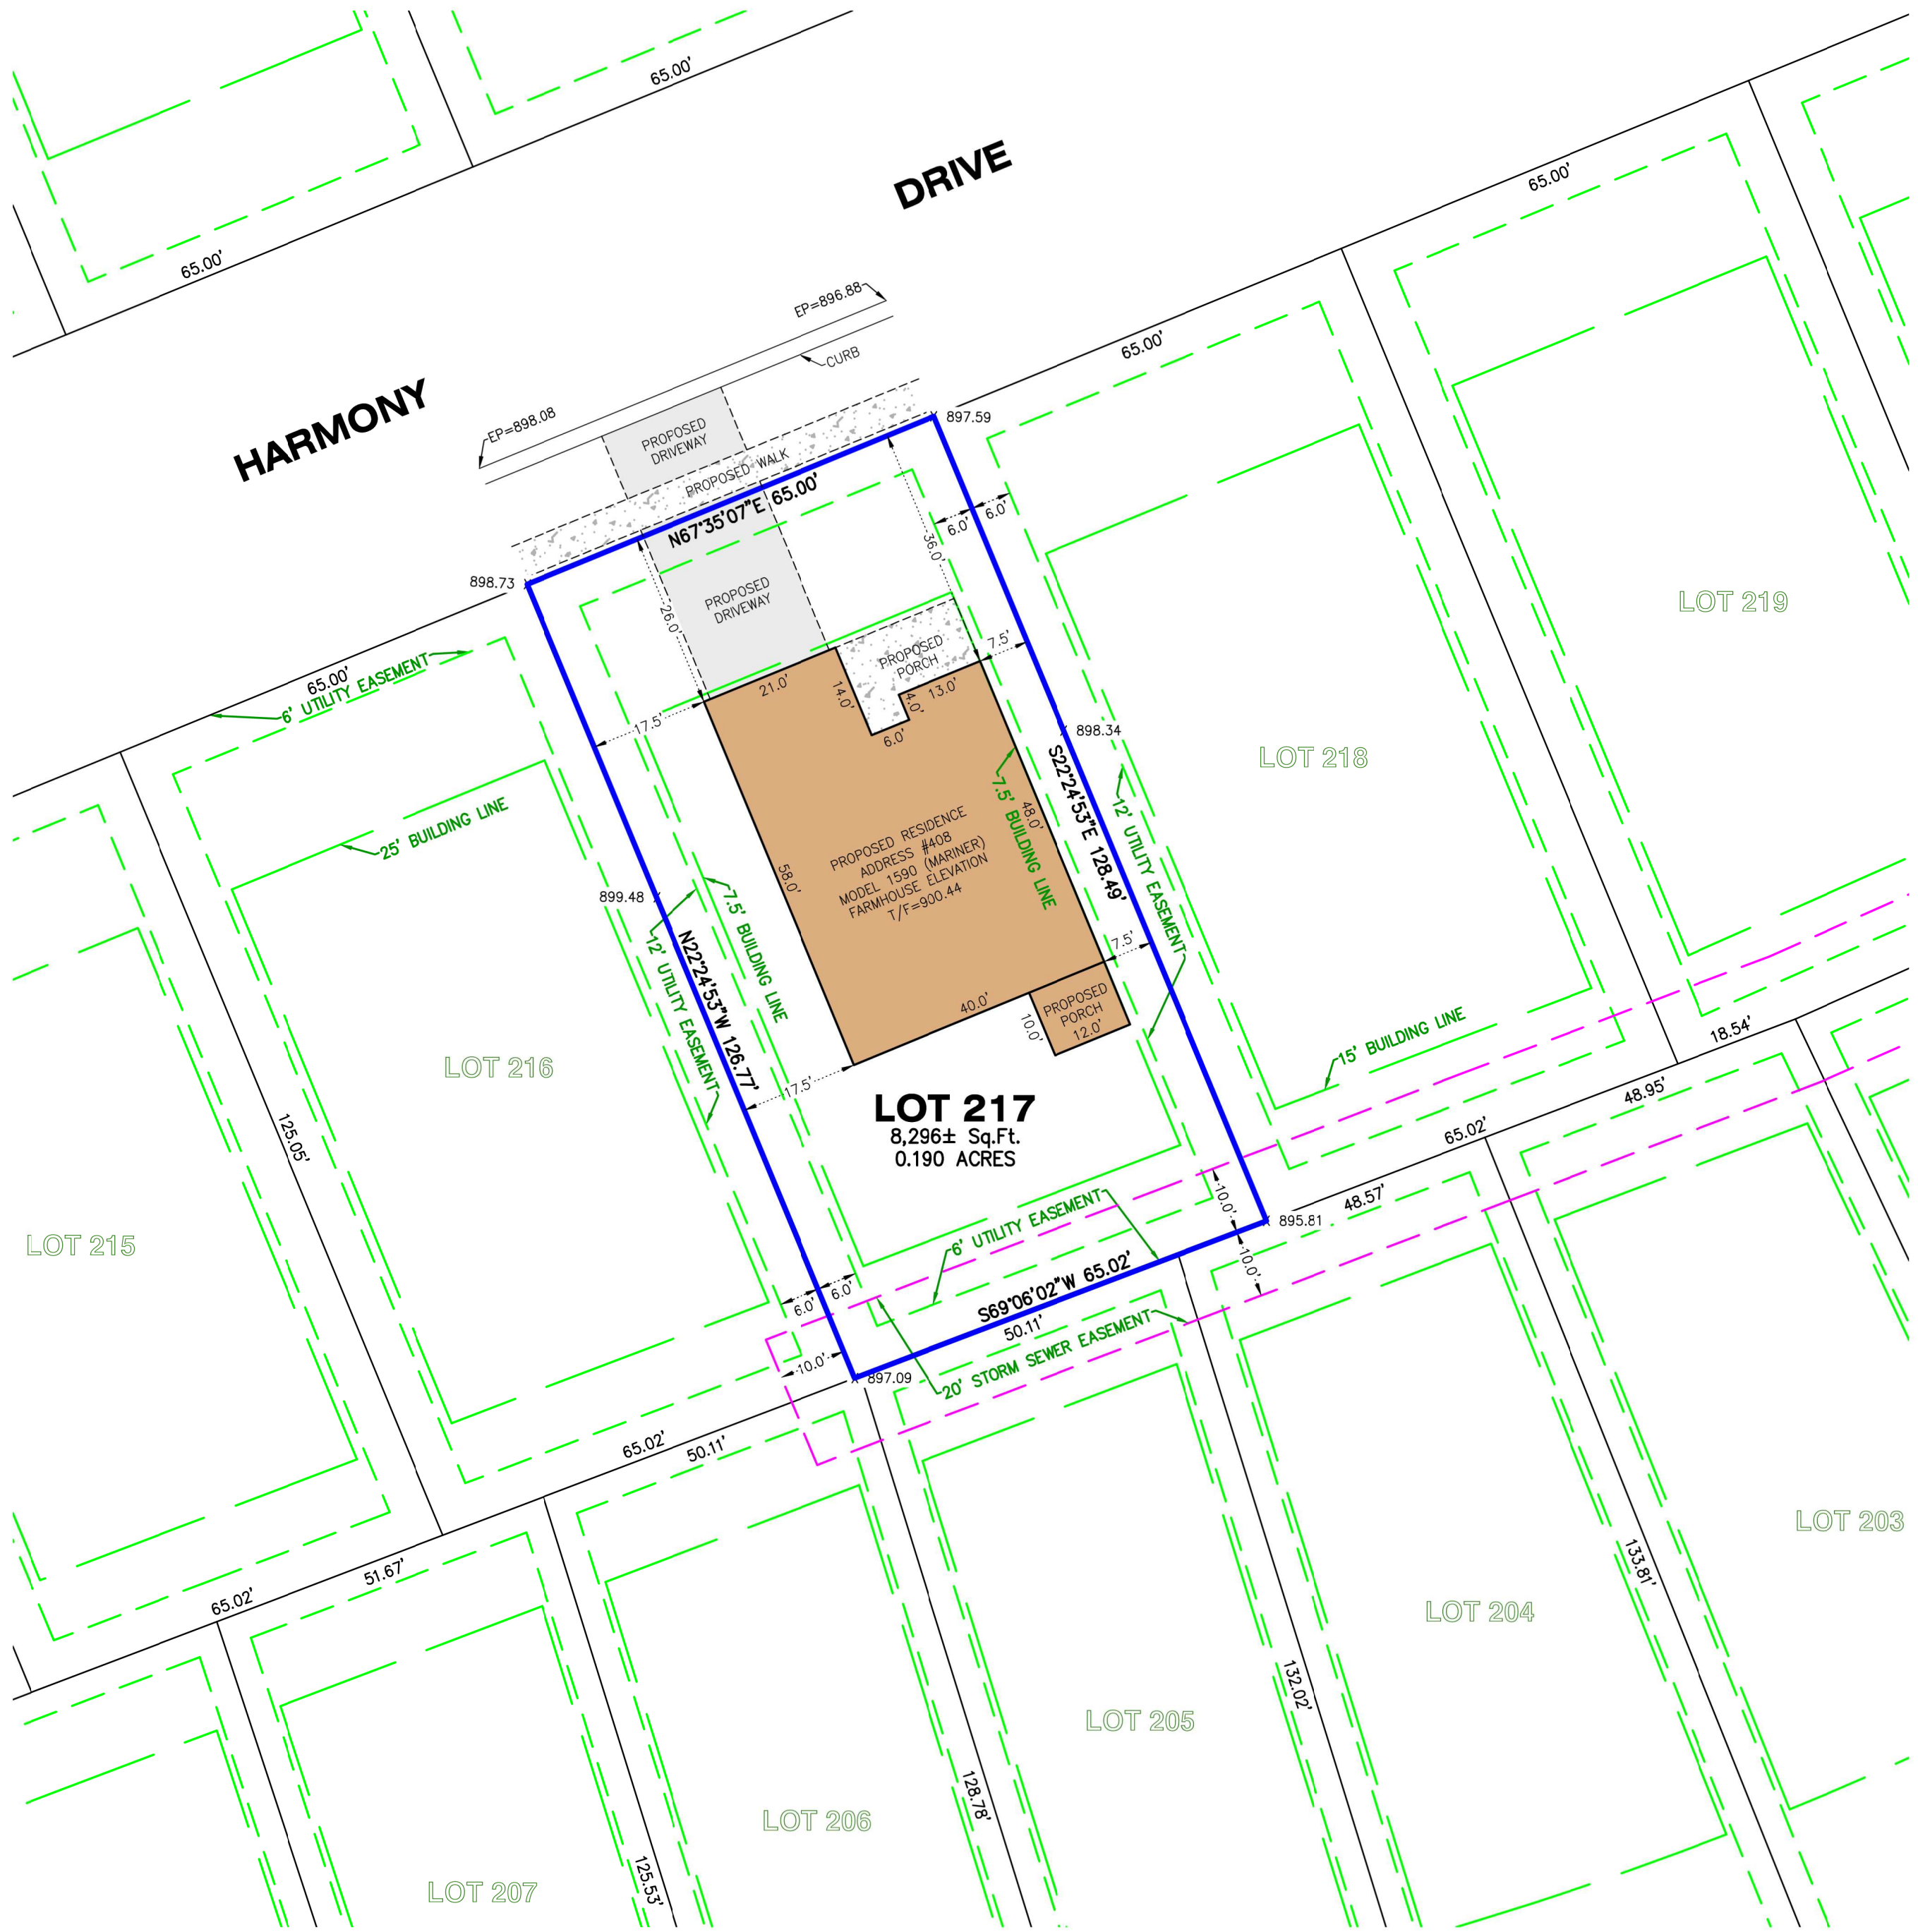 65.00'
DRIVE
65.00'
65.00'
EP=896.88
CURB
65.00'
HARMONY
EP=898.08
PROPOSED
DRIVEWAY
PROPOSED WALK
897.59
N67°35'07"E 65.00'
6.0'
6.0'
36.0'
898.73
PROPOSED
DRIVEWAY
26.0'
LOT 219
65.00'
6' UTILITY EASEMENT
PROPOSED
PORCH
7.5'
21.0'
14.0'
13.0'
4.0'
6.0'
17.5'
898.34
LOT 218
S22°24'53"E 128.49'
7.5' BUILDING LINE
48.0'
12' UTILITY EASEMENT
25' BUILDING LINE
PROPOSED RESIDENCE
ADDRESS #408
MODEL 1590 (MARINER)
FARMHOUSE ELEVATION
T/F=900.44
58.0'
899.48
7.5' BUILDING LINE
12' UTILITY EASEMENT
N22°24'53"W 126.77'
7.5'
40.0'
PROPOSED
PORCH
12.0'
10.0'
15' BUILDING LINE
18.54'
LOT 216
17.5'
48.95'
LOT 217
8,296± Sq.Ft.
0.190 ACRES
125.05'
65.02'
LOT 215
10.0'
48.57'
895.81
6' UTILITY EASEMENT
10.0'
6.0'
6.0'
S69°06'02"W 65.02'
50.11'
20' STORM SEWER EASEMENT
10.0'
897.09
65.02'
50.11'
LOT 203
133.81'
51.67'
65.02'
LOT 204
132.02'
LOT 205
128.78'
LOT 206
125.53'
LOT 207